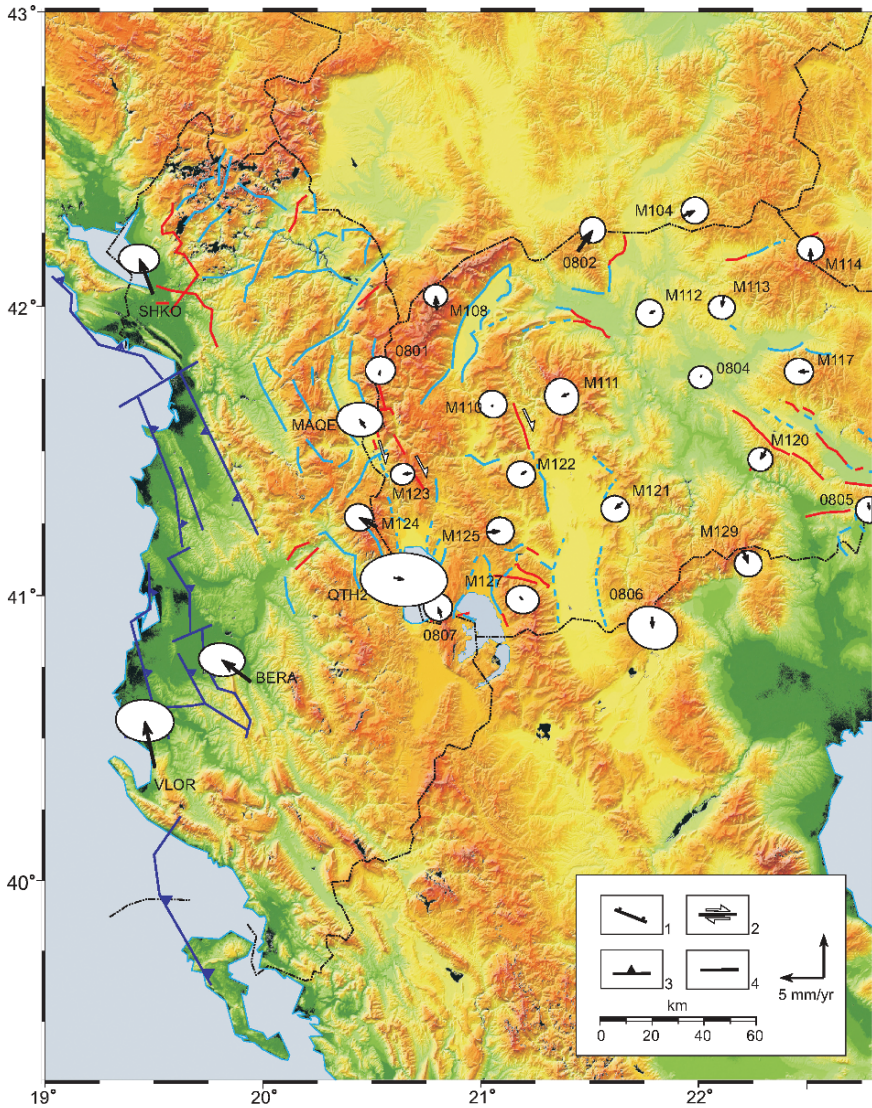 43°
M104
0802
M114
SHKO
42°
M108
M112
M113
0801
0804
M117
M111
M110
MAQE
M120
M122
M123
M121
0805
M124
M125
M129
QTH2
M127
41°
0806
0807
BERA
VLOR
40°
1
2
3
4
5 mm/yr
km
0 20 40 60
19° 20° 21° 22°